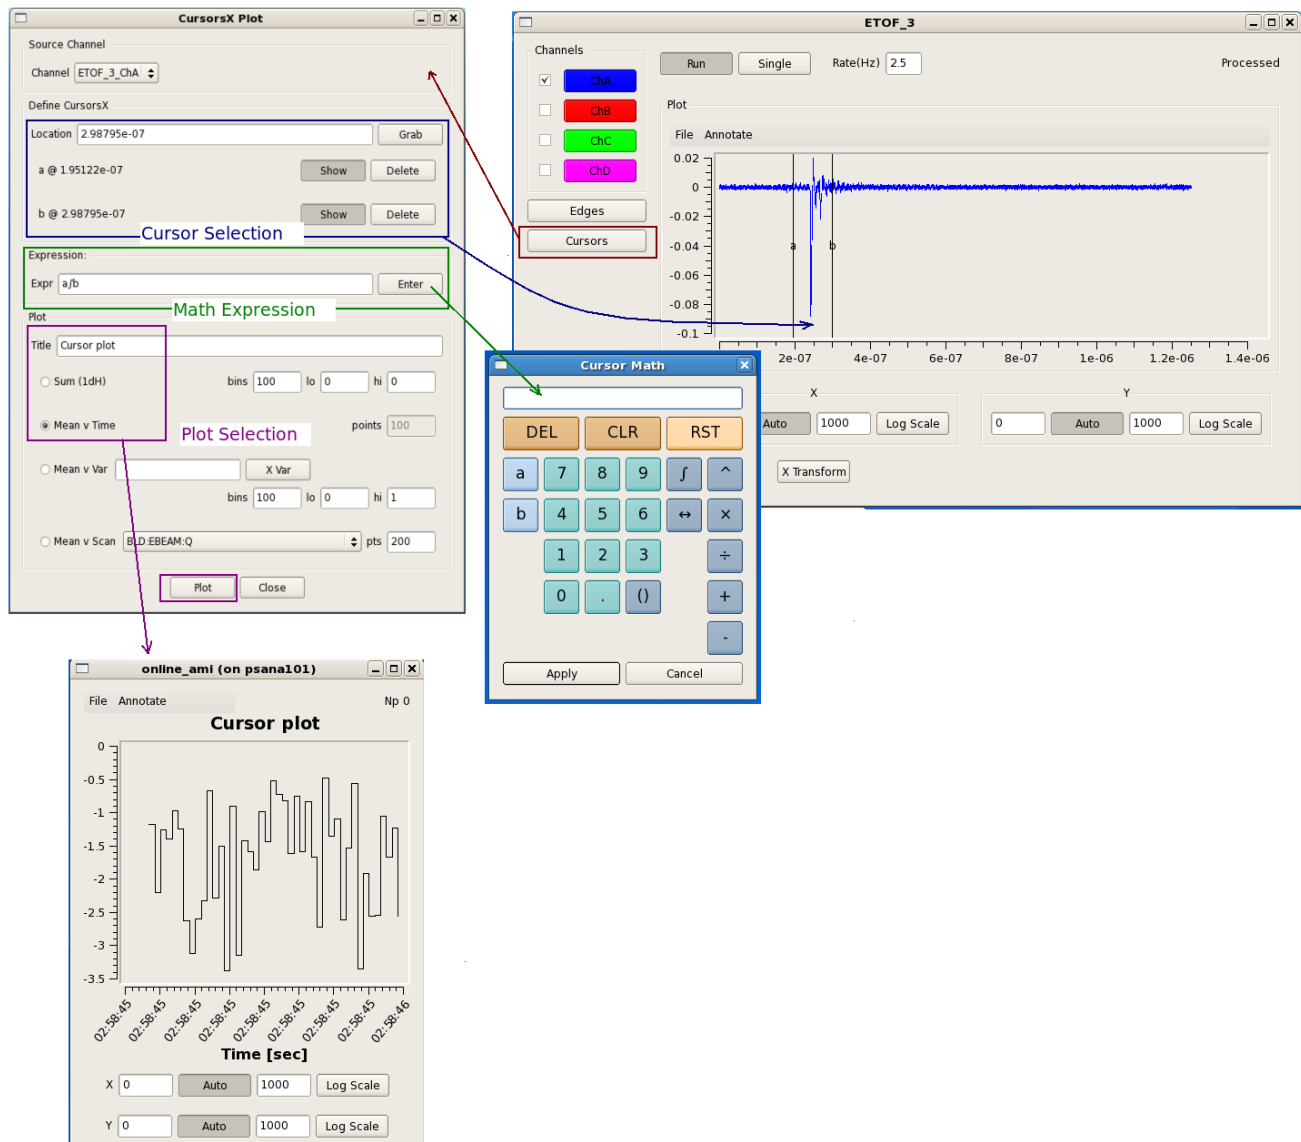 CursorsX Plot
Source Channel
Channel ETOF_3_ChA
Define CursorsX
Location 2.98795e-07 Grab
a @ 1.95122e-07 Show Delete
b @ 2.98795e-07 Show Delete
Cursor Selection
Expression:
Expr a∫b Enter
Math Expression
Plot
Title Cursor plot
Sum (1dH) bins 100 lo 0 hi 0
Mean v Time points 100
Plot Selection
Mean v Var X Var
bins 100 lo 0 hi 1
Mean v Scan BLD:EBEAM:Q pts 200
Plot Close
ETOF_3
Channels
ChA
ChB
ChC
ChD
Edges
Cursors
Run Single Rate(Hz) 2.5 Processed
Plot
File Annotate
0.02
0
-0.02
-0.04
-0.06
-0.08
-0.1
a b
2e-07 4e-07 6e-07 8e-07 1e-06 1.2e-06 1.4e-06
X Y
Auto 1000 Log Scale 0 Auto 1000 Log Scale
X Transform
Cursor Math
DEL CLR RST
a 7 8 9 ∫ ^
b 4 5 6 ↔ ×
1 2 3 ÷
0 . () +
-
Apply Cancel
online_ami (on psana101)
File Annotate Np 0
Cursor plot
0
-0.5
-1
-1.5
-2
-2.5
-3
-3.5
02:58:45 02:58:45 02:58:45 02:58:45 02:58:45 02:58:45 02:58:45 02:58:45 02:58:46
Time [sec]
X 0 Auto 1000 Log Scale
Y 0 Auto 1000 Log Scale